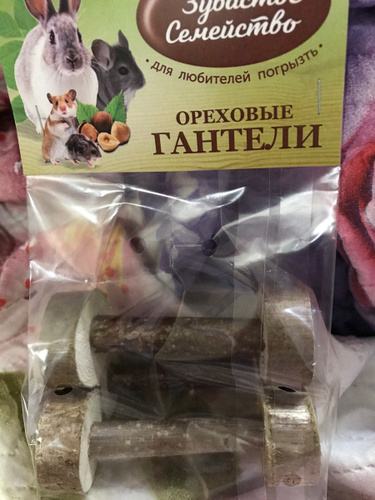 Зубастое
Семейство
• для любителей погрызть •
ОРЕХОВЫЕ
ГАНТЕЛИ